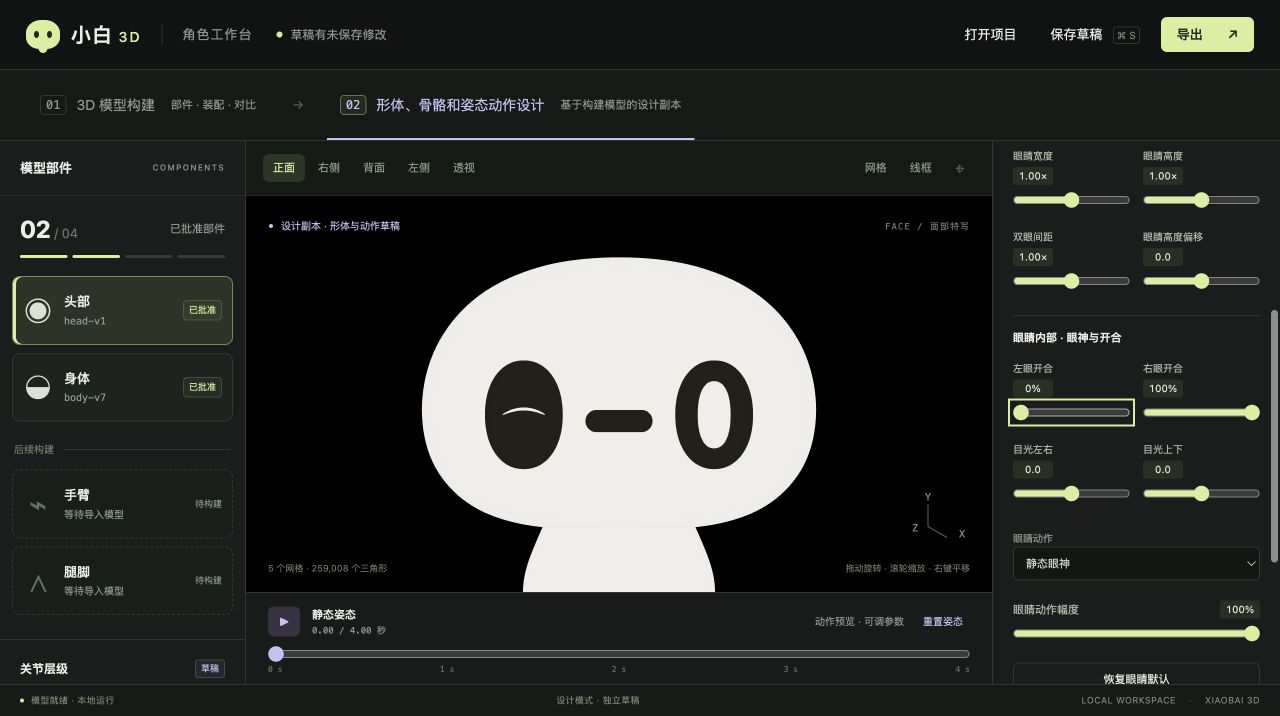 小白 3D
角色工作台
草稿有未保存修改
打开项目
保存草稿
⌘ S
导出 ↗
01 3D 模型构建 部件 · 装配 · 对比
→
02 形体、骨骼和姿态动作设计 基于构建模型的设计副本
模型部件 COMPONENTS
02 / 04 已批准部件
头部
head-v1
已批准
身体
body-v7
已批准
后续构建
手臂
等待导入模型
待构建
腿脚
等待导入模型
待构建
关节层级 草稿
正面 右侧 背面 左侧 透视
网格 线框
设计副本 · 形体与动作草稿
FACE / 面部特写
Y
Z
X
5 个网格 · 259,008 个三角形
拖动旋转 · 滚轮缩放 · 右键平移
静态姿态
0.00 / 4.00 秒
动作预览 · 可调参数 重置姿态
0 s 1 s 2 s 3 s 4 s
眼睛宽度 眼睛高度
1.00× 1.00×
双眼间距 眼睛高度偏移
1.00× 0.0
眼睛内部 · 眼神与开合
左眼开合 右眼开合
0% 100%
目光左右 目光上下
0.0 0.0
眼睛动作
静态眼神
眼睛动作幅度 100%
恢复眼睛默认
模型就绪 · 本地运行
设计模式 · 独立草稿
LOCAL WORKSPACE · XIAOBAI 3D